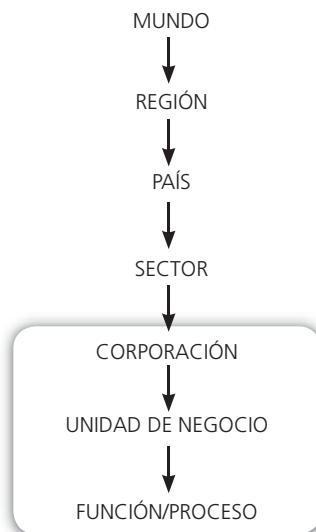 MUNDO
REGIÓN
PAÍS
SECTOR
CORPORACIÓN
UNIDAD DE NEGOCIO
FUNCIÓN/PROCESO